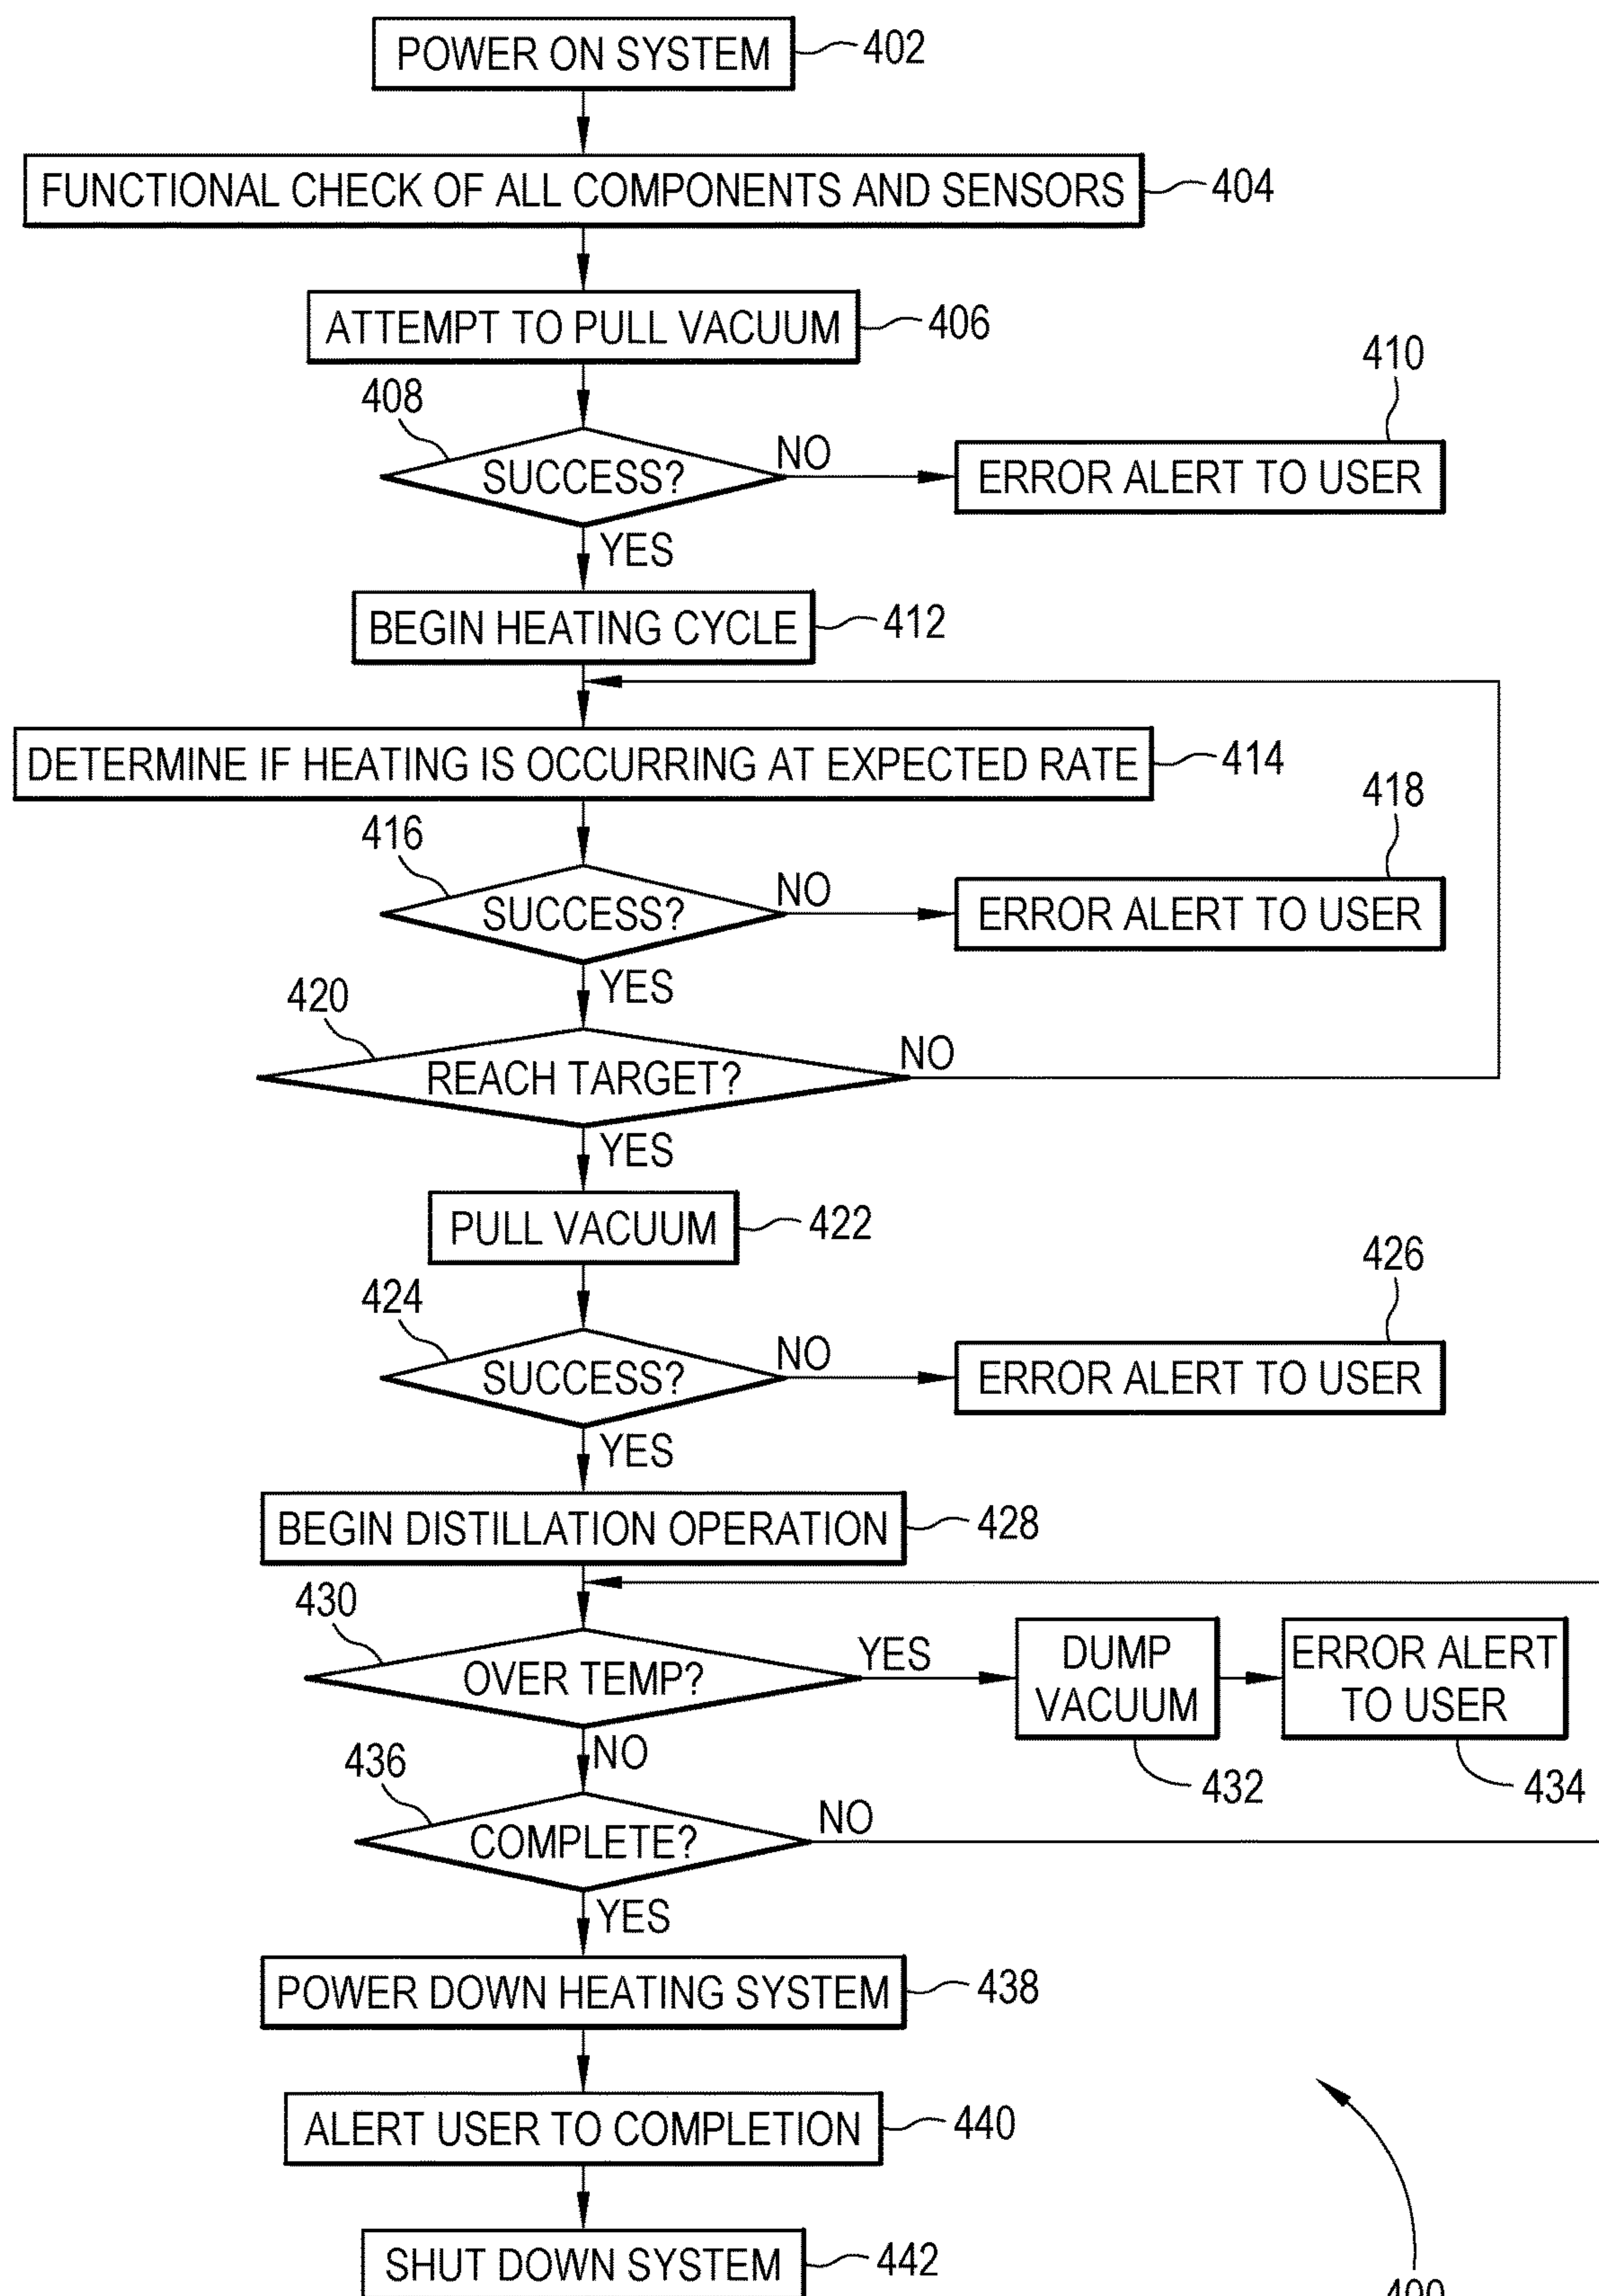 POWER ON SYSTEM
402
FUNCTIONAL CHECK OF ALL COMPONENTS AND SENSORS
404
ATTEMPT TO PULL VACUUM
406
410
408
SUCCESS?
NO
ERROR ALERT TO USER
YES
BEGIN HEATING CYCLE
412
DETERMINE IF HEATING IS OCCURRING AT EXPECTED RATE
414
418
416
SUCCESS?
NO
ERROR ALERT TO USER
YES
420
REACH TARGET?
NO
YES
PULL VACUUM
422
426
424
SUCCESS?
NO
ERROR ALERT TO USER
YES
BEGIN DISTILLATION OPERATION
428
430
OVER TEMP?
YES
DUMP
VACUUM
ERROR ALERT
TO USER
432
434
NO
436
COMPLETE?
NO
YES
POWER DOWN HEATING SYSTEM
438
ALERT USER TO COMPLETION
440
SHUT DOWN SYSTEM
442